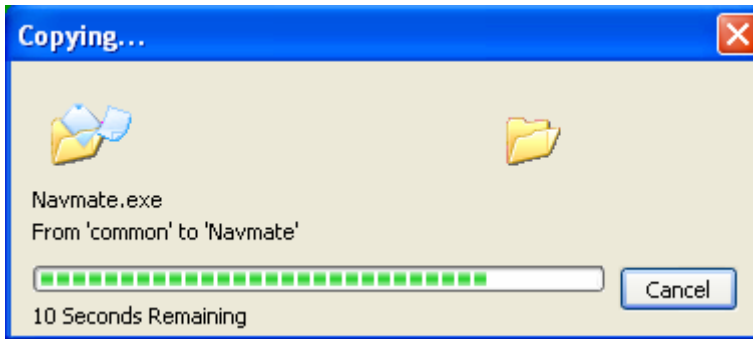 Copying...
Navmate.exe
From 'common' to 'Navmate'
Cancel
10 Seconds Remaining